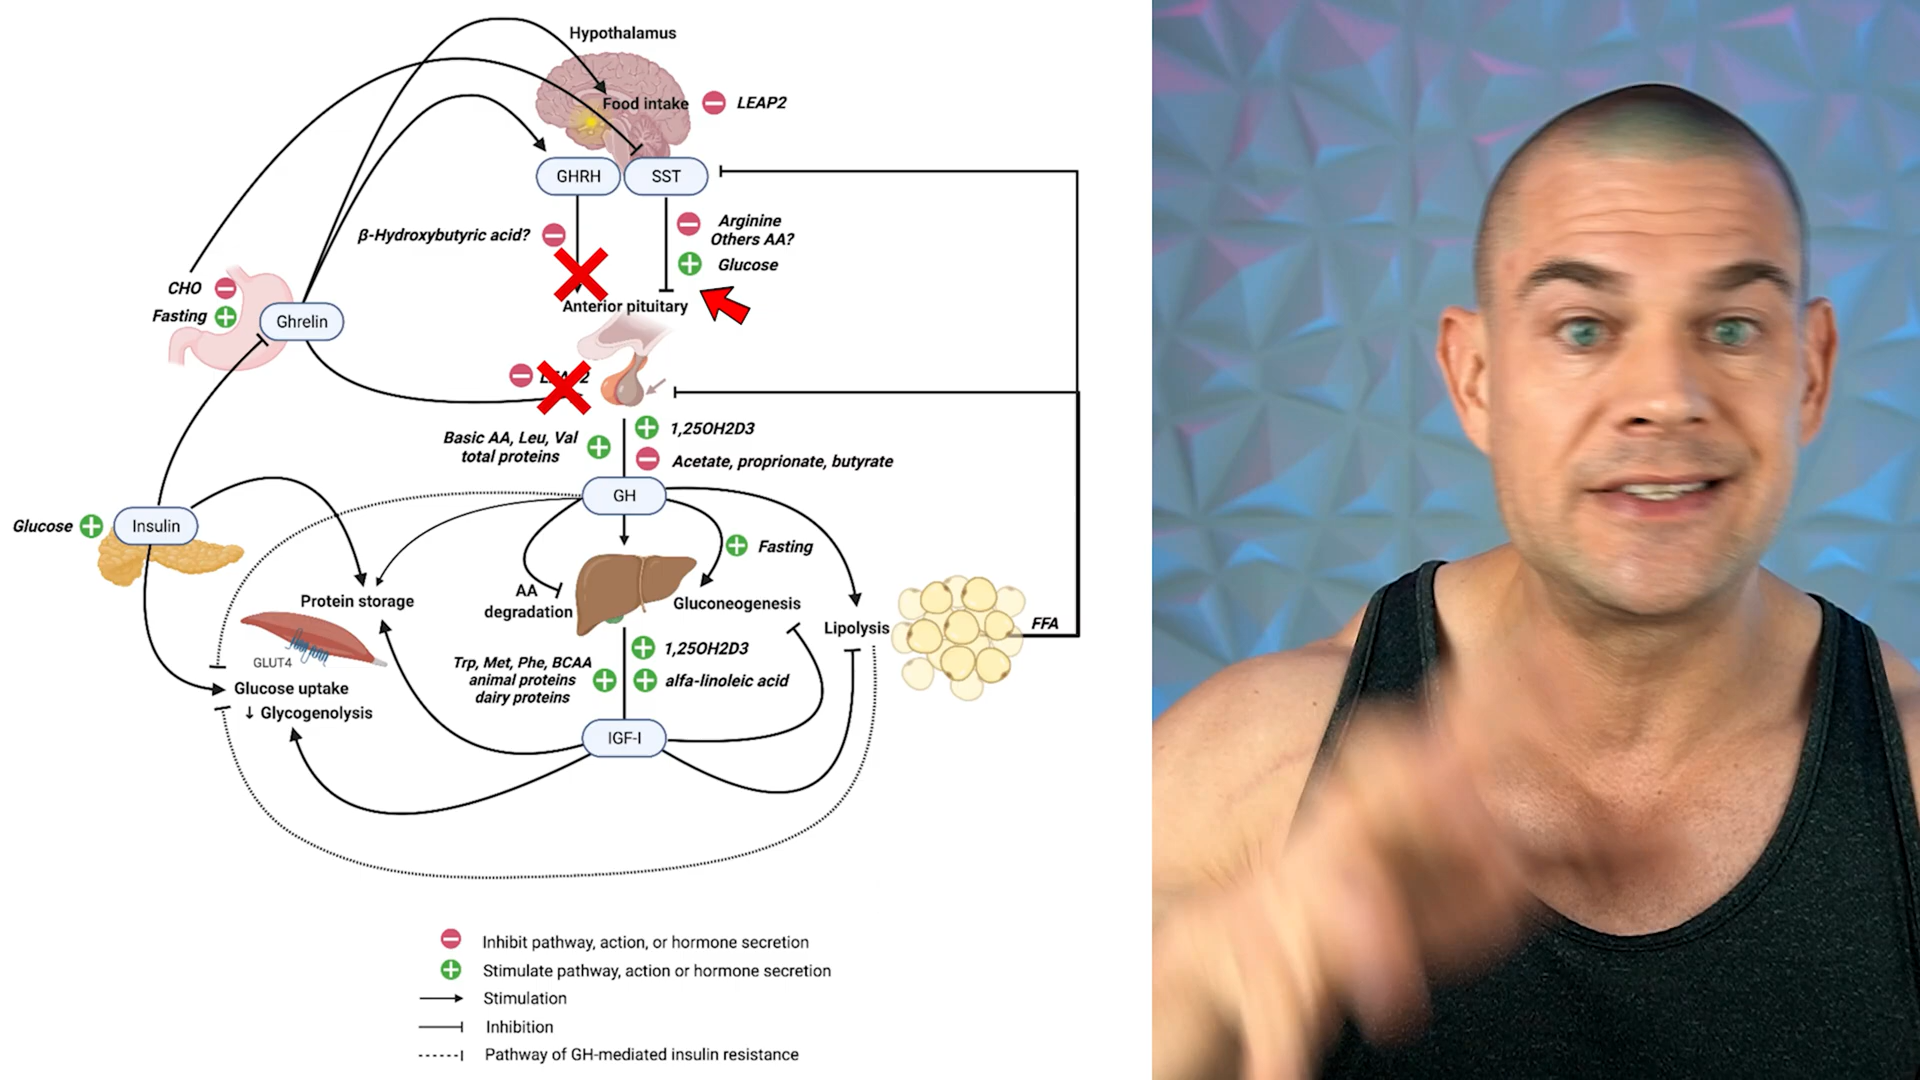 Hypothalamus
Food intake
LEAP2
GHRH
SST
β-Hydroxybutyric acid?
Arginine
Others AA?
Glucose
CHO
Fasting
Ghrelin
Anterior pituitary
Basic AA, Leu, Val
total proteins
1,25OH2D3
Acetate, proprionate, butyrate
GH
Glucose
Insulin
Fasting
AA
degradation
Gluconeogenesis
Protein storage
Lipolysis
FFA
GLUT4
Trp, Met, Phe, BCAA
animal proteins
dairy proteins
1,25OH2D3
alfa-linoleic acid
Glucose uptake
↓ Glycogenolysis
IGF-I
Inhibit pathway, action, or hormone secretion
Stimulate pathway, action or hormone secretion
Stimulation
Inhibition
Pathway of GH-mediated insulin resistance